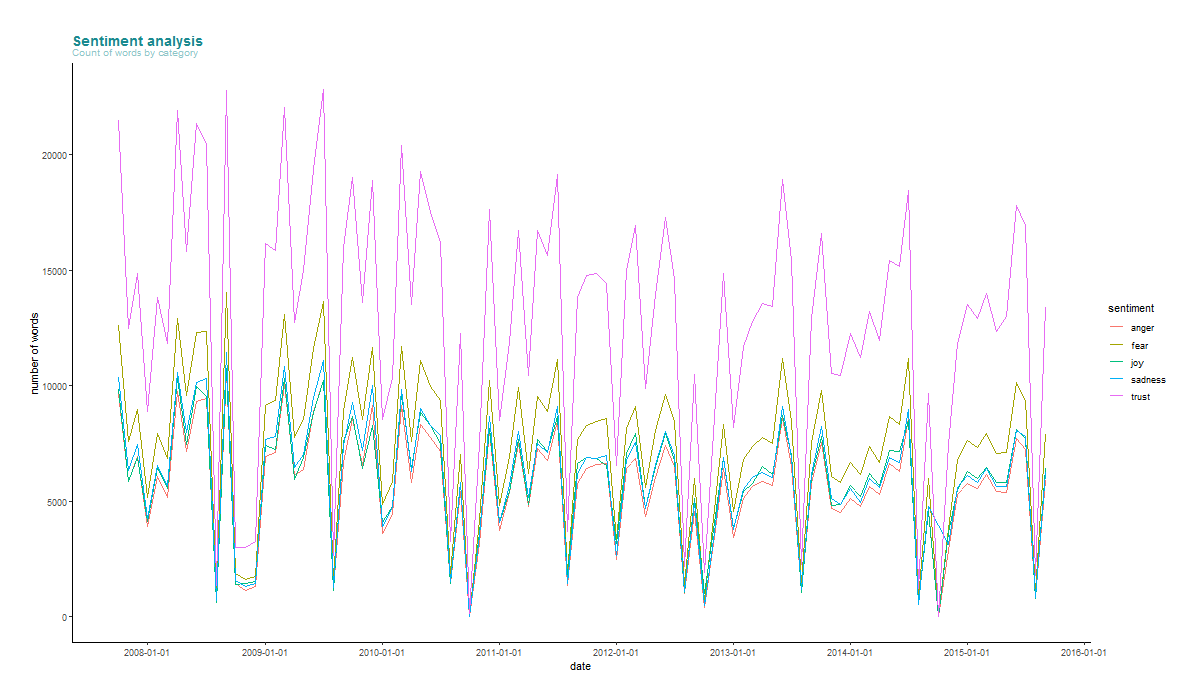 Sentiment analysis
Count of words by category
number of words
20000
15000
10000
5000
0
2008-01-01
2009-01-01
2010-01-01
2011-01-01
2012-01-01
2013-01-01
2014-01-01
2015-01-01
2016-01-01
date
sentiment
anger
fear
joy
sadness
trust